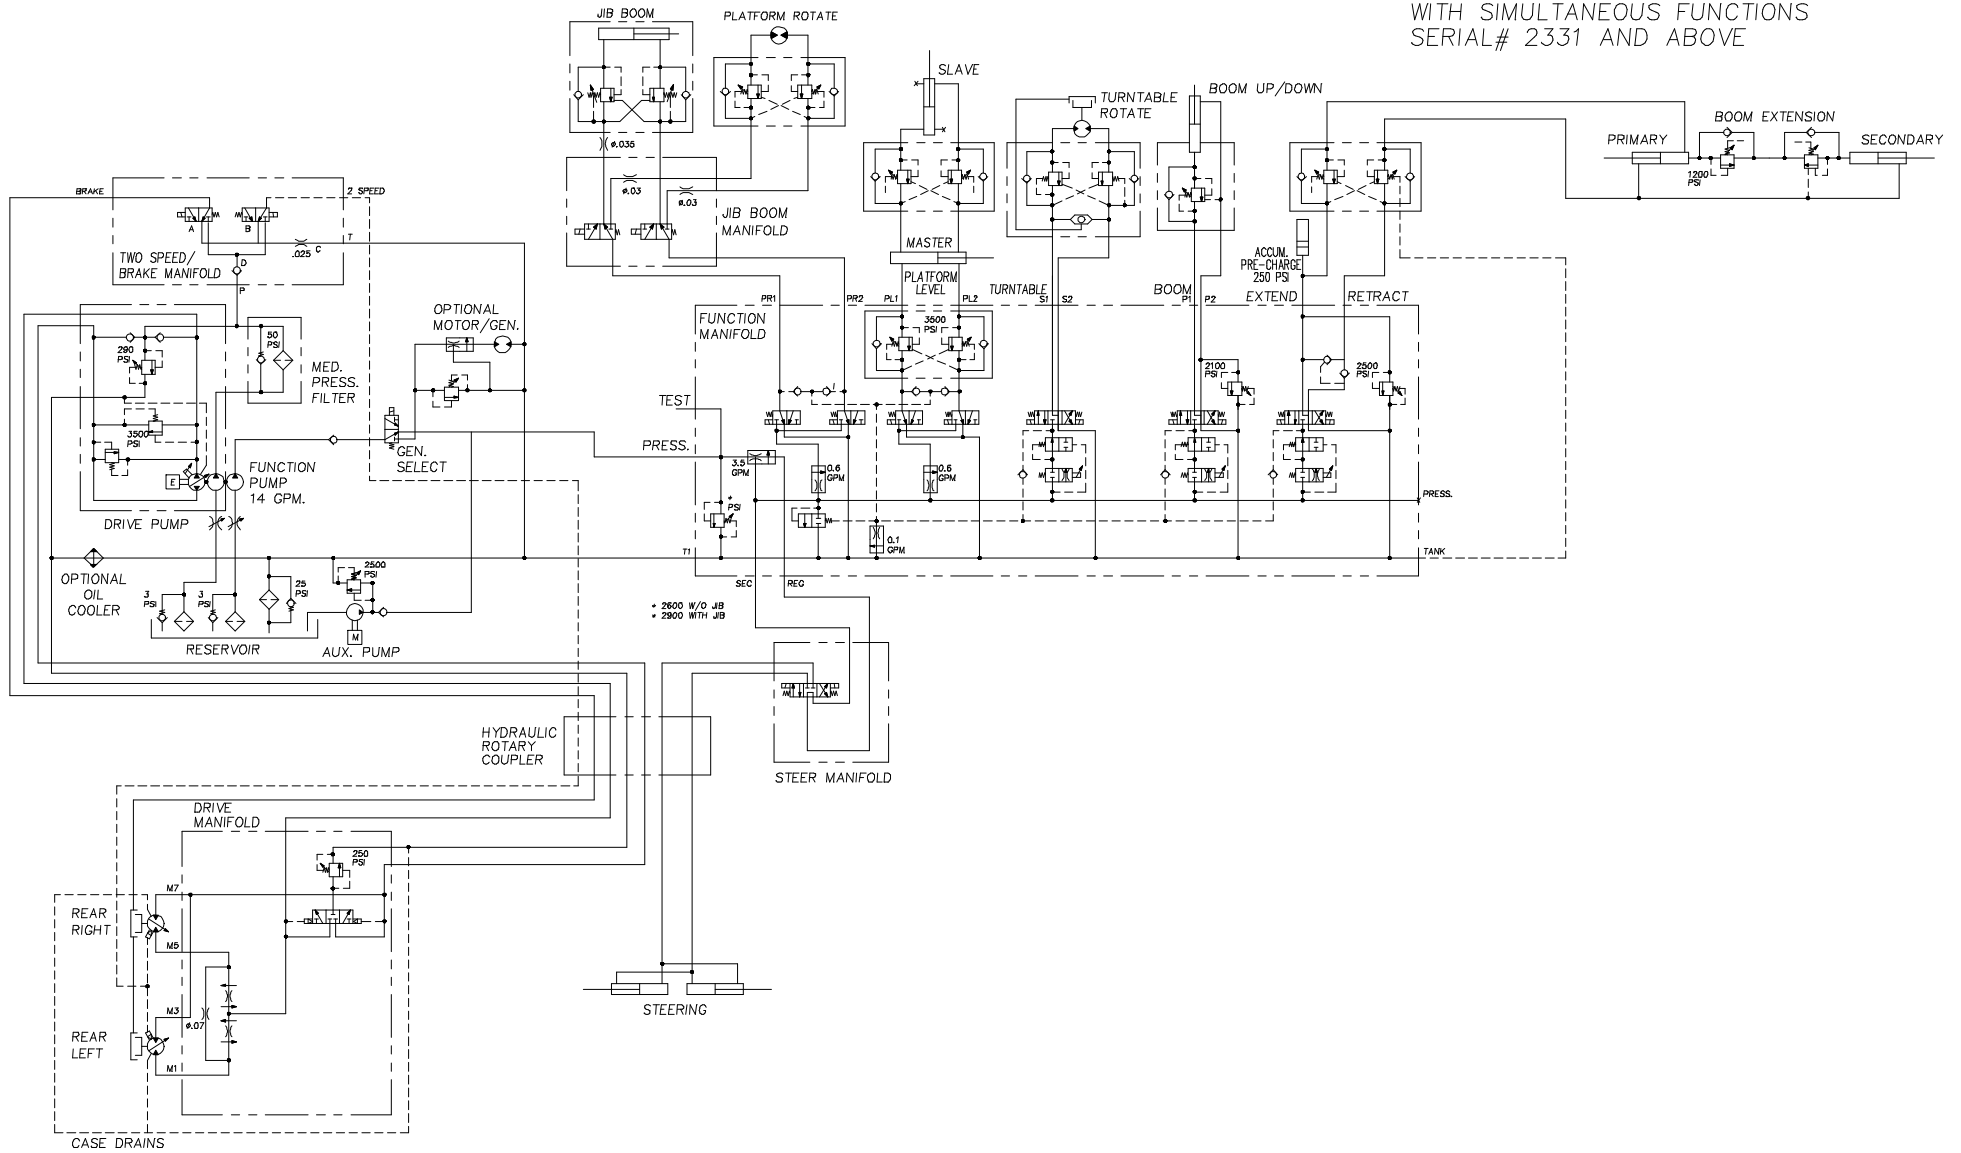 WITH SIMULTANEOUS FUNCTIONS
SERIAL# 2331 AND ABOVE
JIB BOOM
PLATFORM ROTATE
SLAVE
TURNTABLE
ROTATE
BOOM UP/DOWN
BOOM EXTENSION
PRIMARY
SECONDARY
1200
PSI
ø.035
ø.03
ø.03
JIB BOOM
MANIFOLD
BRAKE
2 SPEED
A
B
T
C
.025
D
P
TWO SPEED/
BRAKE MANIFOLD
MASTER
PLATFORM
LEVEL
ACCUM.
PRE-CHARGE
250 PSI
TURNTABLE
BOOM
EXTEND
RETRACT
PR1
PR2
PL1
PL2
S1
S2
P1
P2
FUNCTION
MANIFOLD
3500
PSI
OPTIONAL
MOTOR/GEN.
50
PSI
290
PSI
MED.
PRESS.
FILTER
2100
PSI
2500
PSI
TEST
PRESS.
3500
PSI
GEN.
SELECT
FUNCTION
PUMP
14 GPM.
E
DRIVE PUMP
3.5
GPM
0.6
GPM
0.6
GPM
*
PSI
PRESS.
0.1
GPM
T1
TANK
OPTIONAL
OIL
COOLER
3
PSI
3
PSI
25
PSI
2500
PSI
M
RESERVOIR
AUX. PUMP
SEC
REG
* 2600 W/O JIB
* 2900 WITH JIB
HYDRAULIC
ROTARY
COUPLER
STEER MANIFOLD
DRIVE
MANIFOLD
250
PSI
M7
REAR
RIGHT
M5
M3
ø.07
REAR
LEFT
M1
STEERING
CASE DRAINS